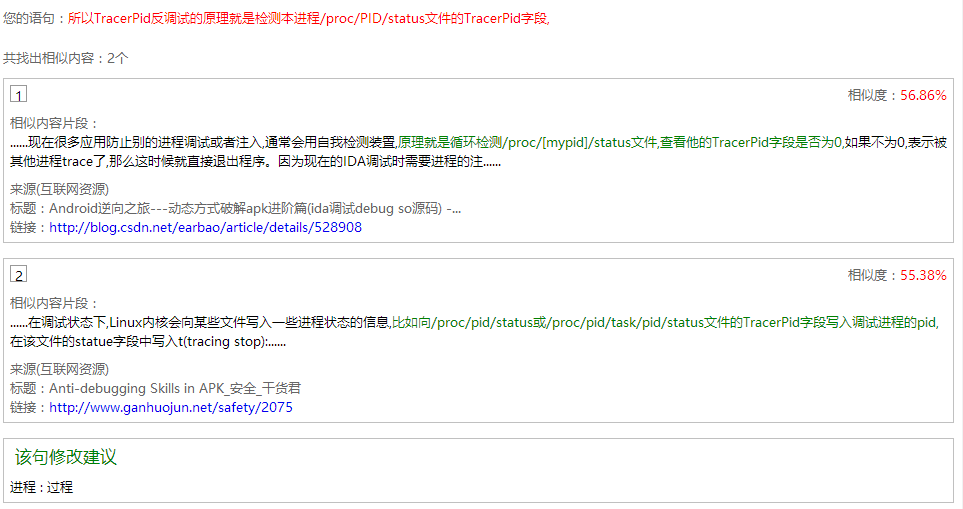 您的语句：所以TracerPid反调试的原理就是检测本进程/proc/PID/status文件的TracerPid字段,
共找出相似内容：2个
1
相似度：56.86%
相似内容片段：
......现在很多应用防止别的进程调试或者注入,通常会用自我检测装置,原理就是循环检测/proc/[mypid]/status文件,查看他的TracerPid字段是否为0,如果不为0,表示被
其他进程trace了,那么这时候就直接退出程序。因为现在的IDA调试时需要进程的注......
来源(互联网资源)
标题：Android逆向之旅---动态方式破解apk进阶篇(ida调试debug so源码) -...
链接：http://blog.csdn.net/earbao/article/details/528908
2
相似度：55.38%
相似内容片段：
......在调试状态下,Linux内核会向某些文件写入一些进程状态的信息,比如向/proc/pid/status或/proc/pid/task/pid/status文件的TracerPid字段写入调试进程的pid,
在该文件的statue字段中写入t(tracing stop):......
来源(互联网资源)
标题：Anti-debugging Skills in APK_安全_干货君
链接：http://www.ganhuojun.net/safety/2075
该句修改建议
进程 : 过程